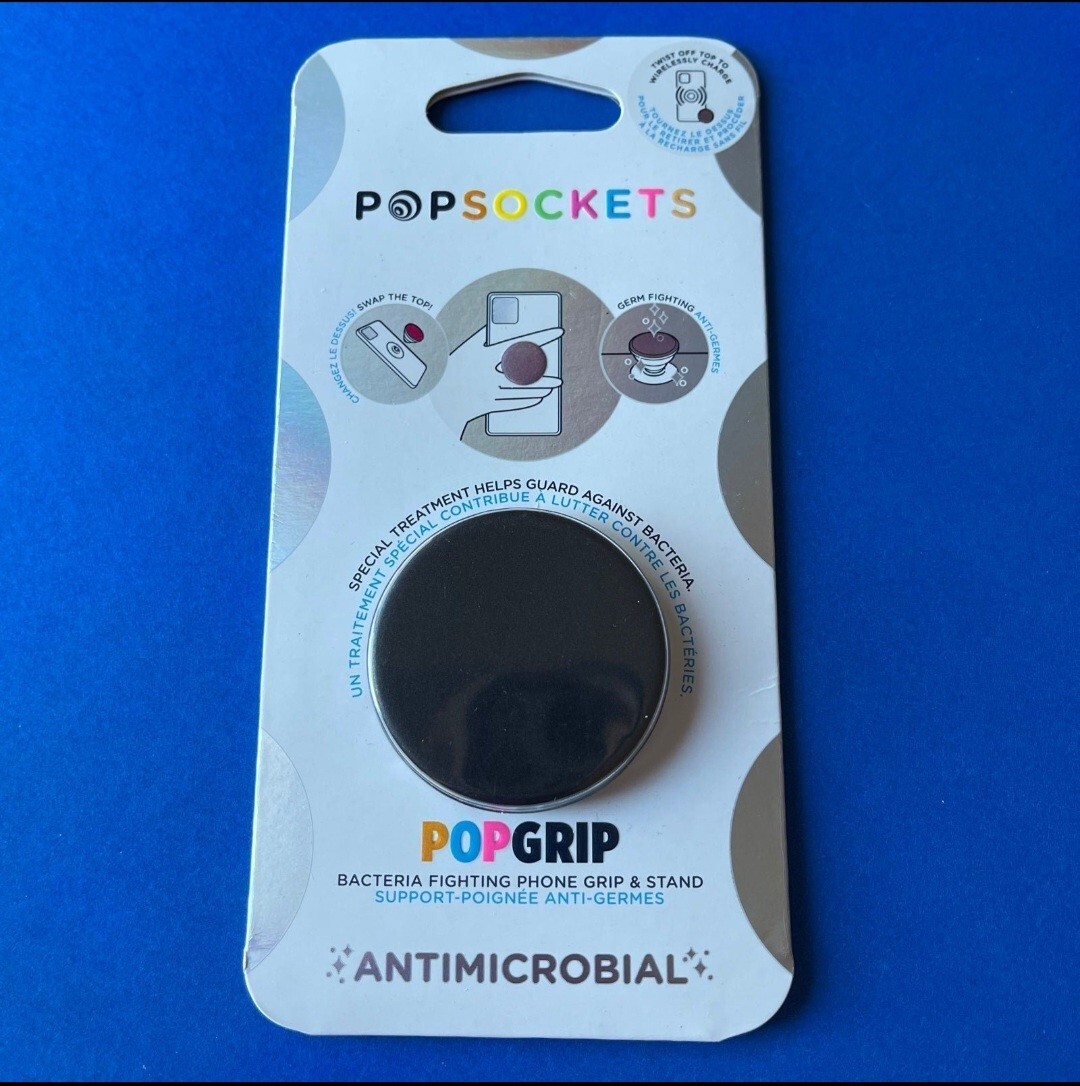 TWIST OFF TOP TO
WIRELESSLY CHARGE
TOURNEZ LE DESSUS
POUR LE RETIRER ET PROCÉDER
À LA RECHARGE SANS FIL
POPSOCKETS
CHANGEZ LE DESSUS! SWAP THE TOP!
GERM FIGHTING ANTI-GERMES
SPECIAL TREATMENT HELPS GUARD AGAINST BACTERIA.
UN TRAITEMENT SPÉCIAL CONTRIBUE À LUTTER CONTRE LES BACTÉRIES.
POPGRIP
BACTERIA FIGHTING PHONE GRIP & STAND
SUPPORT-POIGNÉE ANTI-GERMES
ANTIMICROBIAL